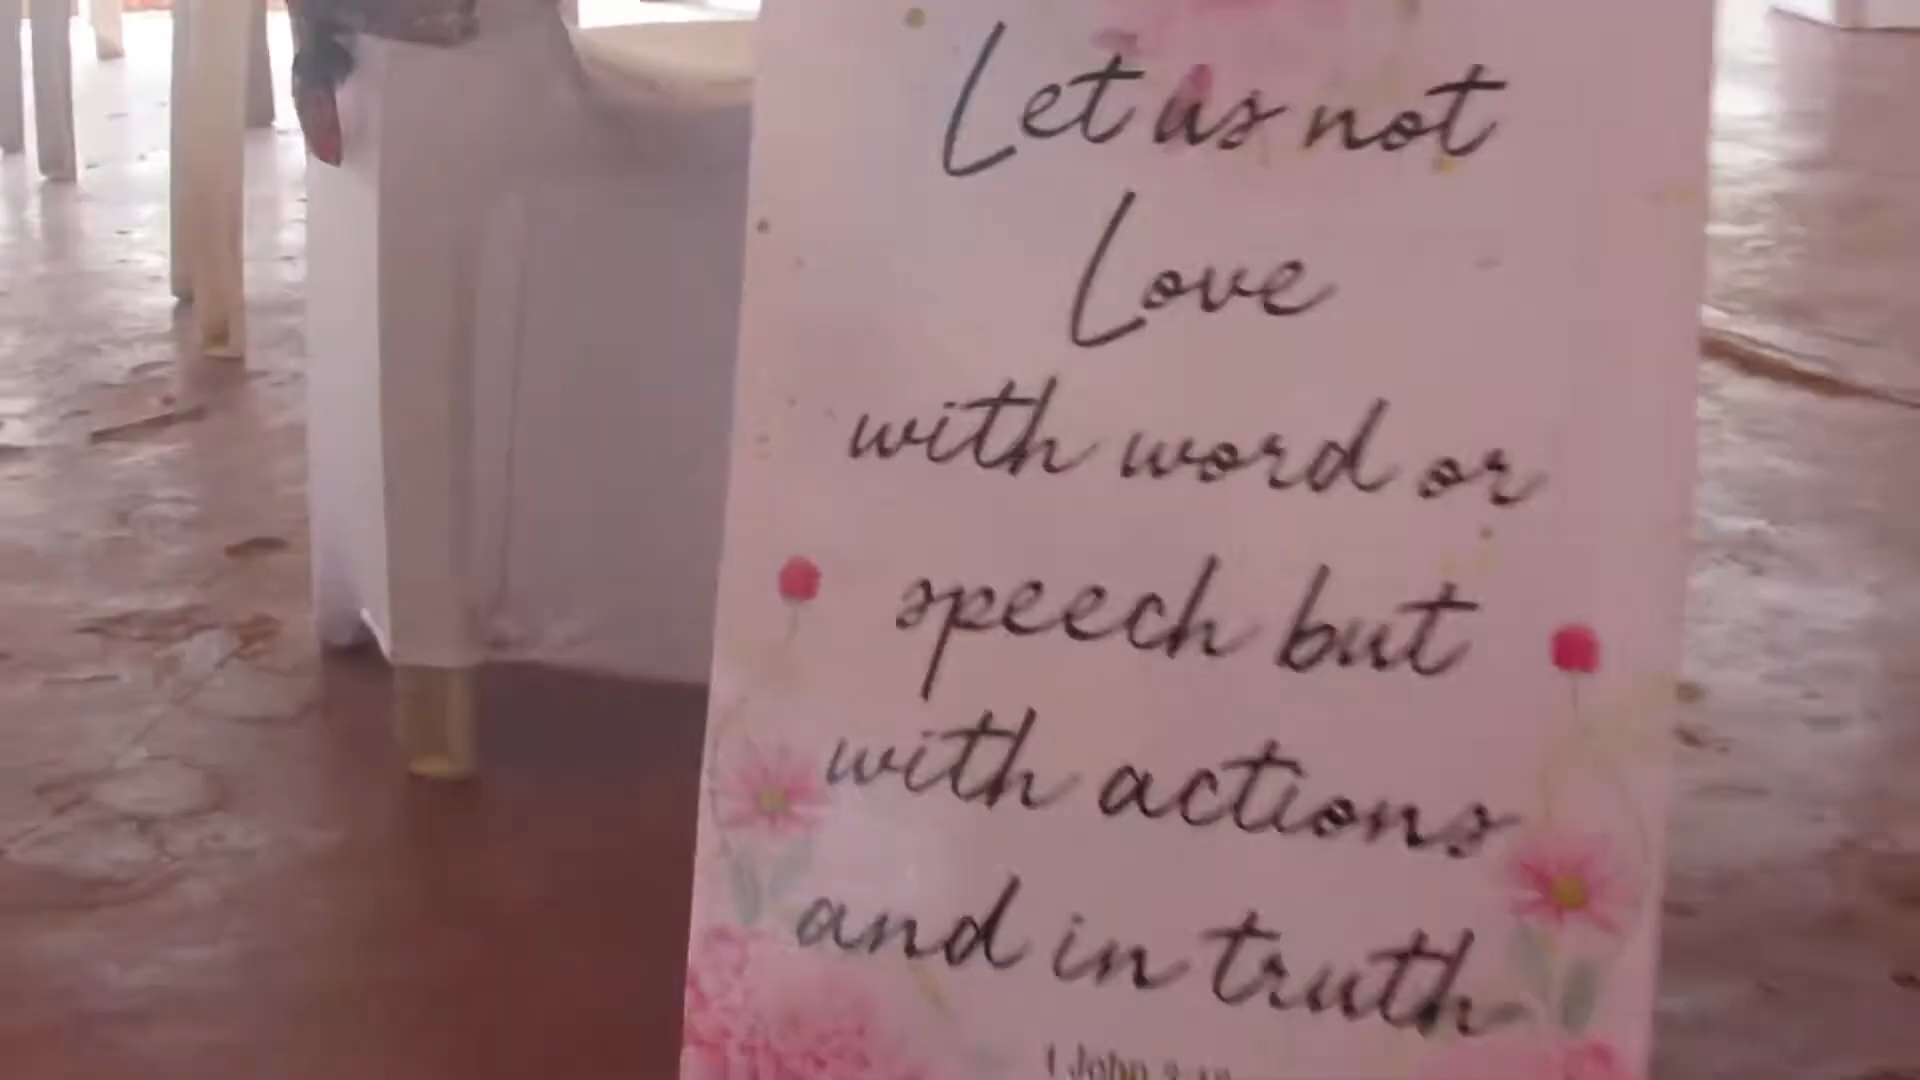 Let us not
Love
with word or
speech but
with actions
and in truth
1 John